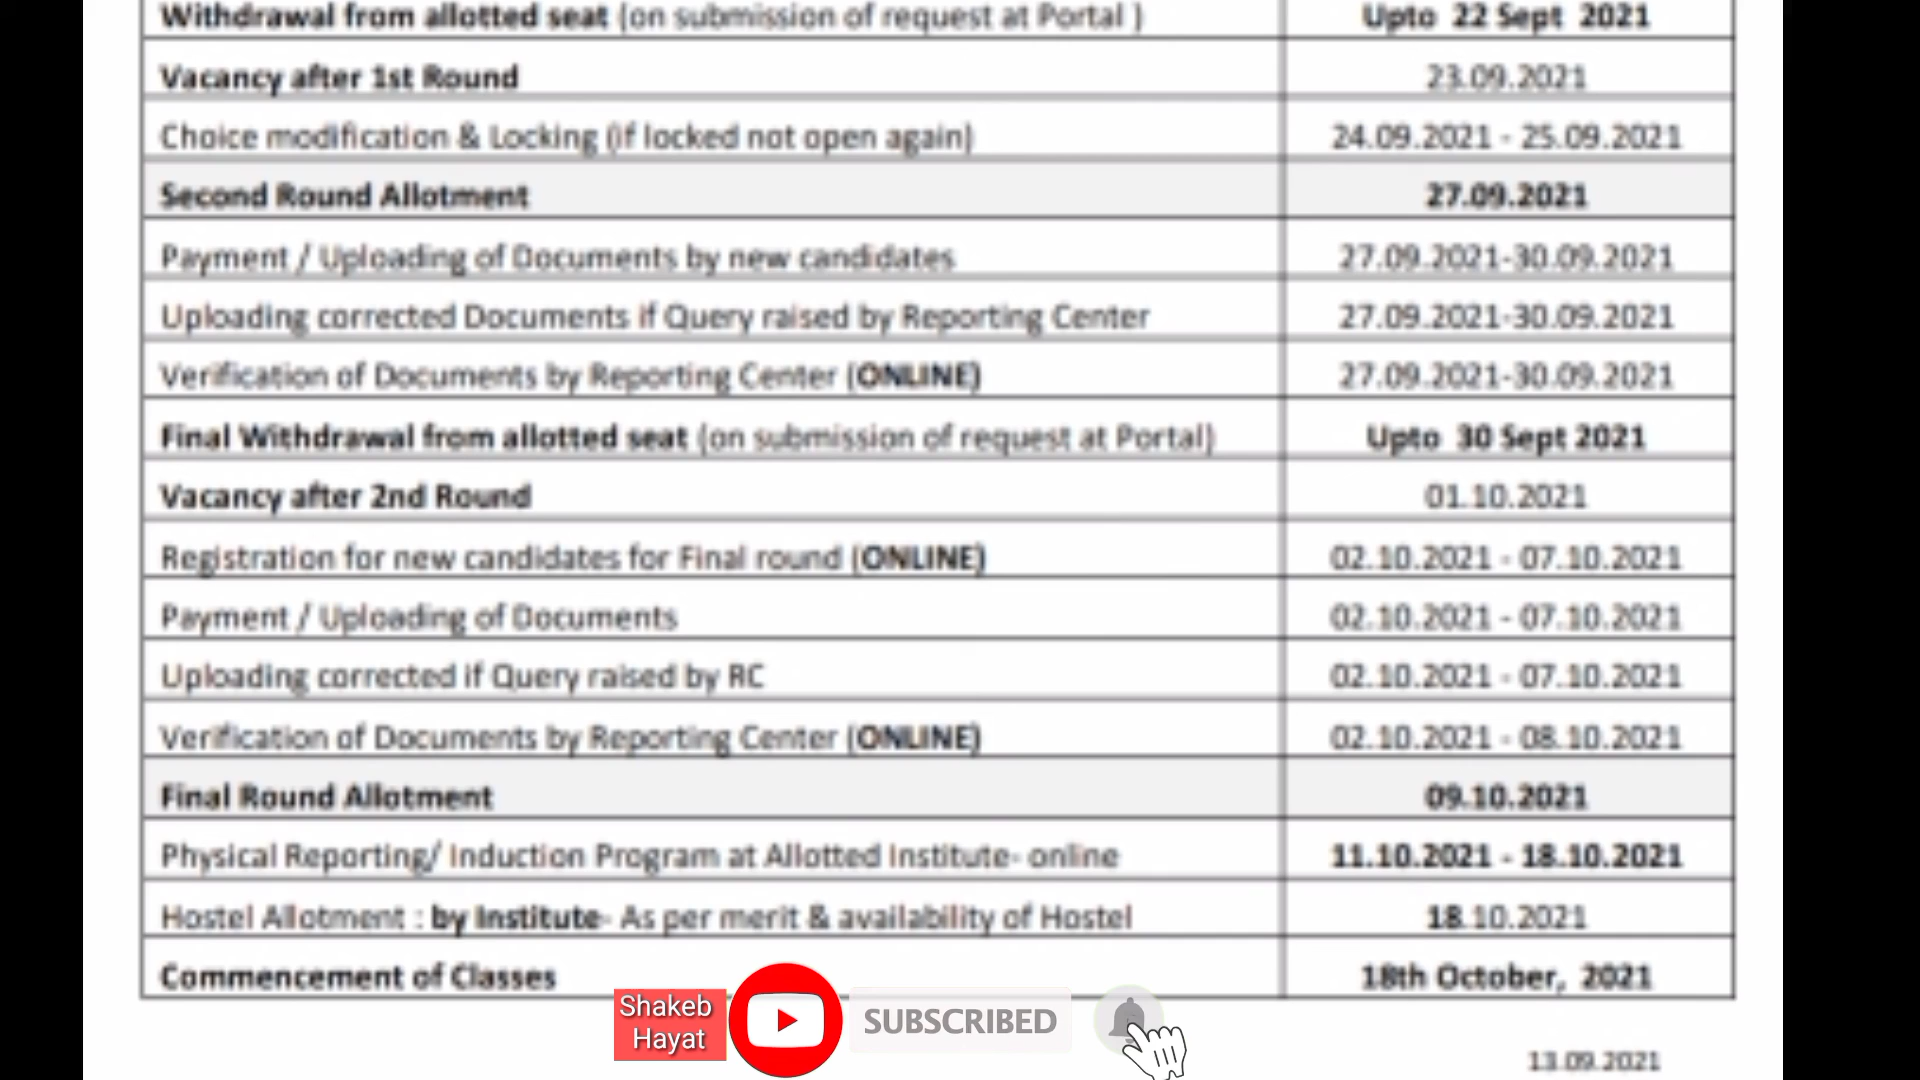 Withdrawal from allotted seat (on submission of request at Portal ) Upto 22 Sept 2021
Vacancy after 1st Round 23.09.2021
Choice modification & Locking (if locked not open again) 24.09.2021 - 25.09.2021
Second Round Allotment 27.09.2021
Payment / Uploading of Documents by new candidates 27.09.2021-30.09.2021
Uploading corrected Documents if Query raised by Reporting Center 27.09.2021-30.09.2021
Verification of Documents by Reporting Center (ONLINE) 27.09.2021-30.09.2021
Final Withdrawal from allotted seat (on submission of request at Portal) Upto 30 Sept 2021
Vacancy after 2nd Round 01.10.2021
Registration for new candidates for Final round (ONLINE) 02.10.2021 - 07.10.2021
Payment / Uploading of Documents 02.10.2021 - 07.10.2021
Uploading corrected if Query raised by RC 02.10.2021 - 07.10.2021
Verification of Documents by Reporting Center (ONLINE) 02.10.2021 - 08.10.2021
Final Round Allotment 09.10.2021
Physical Reporting/ Induction Program at Allotted Institute- online 11.10.2021 - 18.10.2021
Hostel Allotment : by Institute- As per merit & availability of Hostel 18.10.2021
Commencement of Classes 18th October, 2021
Shakeb
Hayat
SUBSCRIBED
13.09.2021